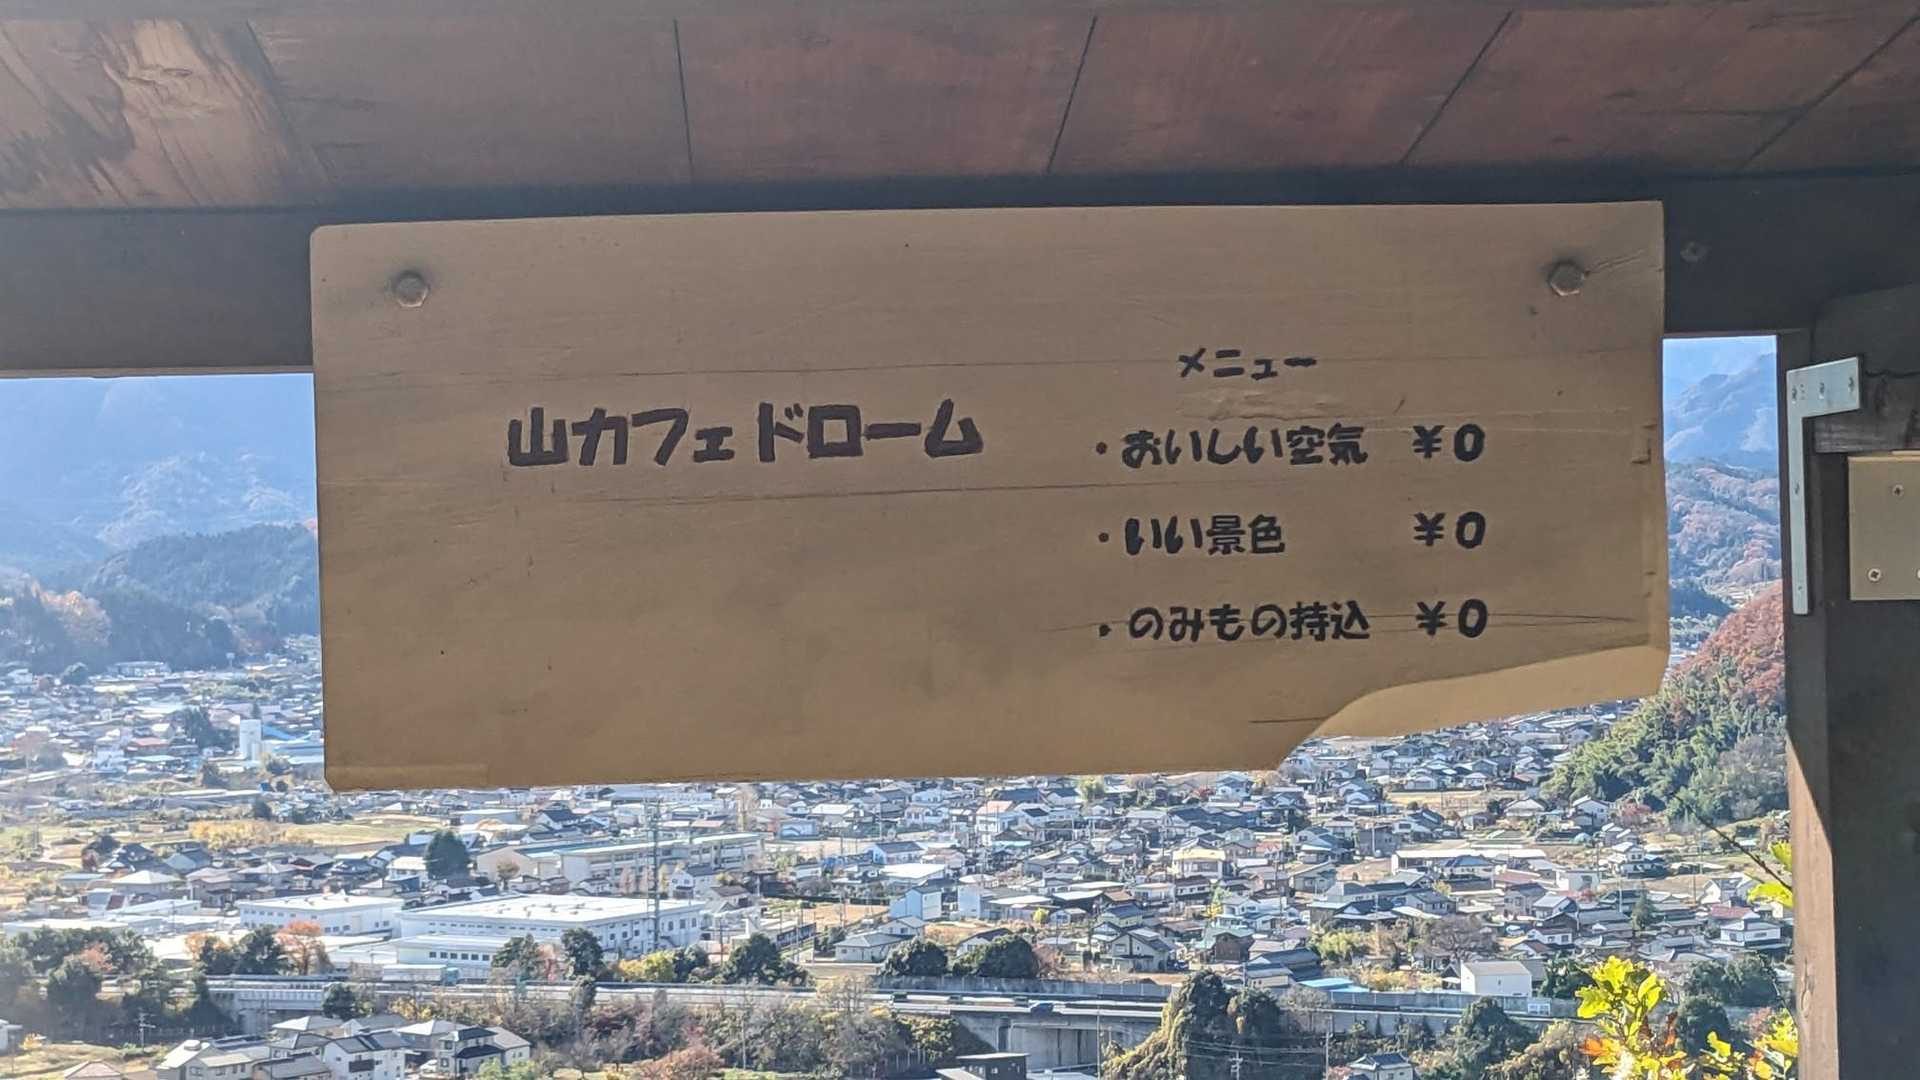 山カフェドローム
メニュー
・おいしい空気 ¥0
・いい景色 ¥0
・のみもの持込 ¥0